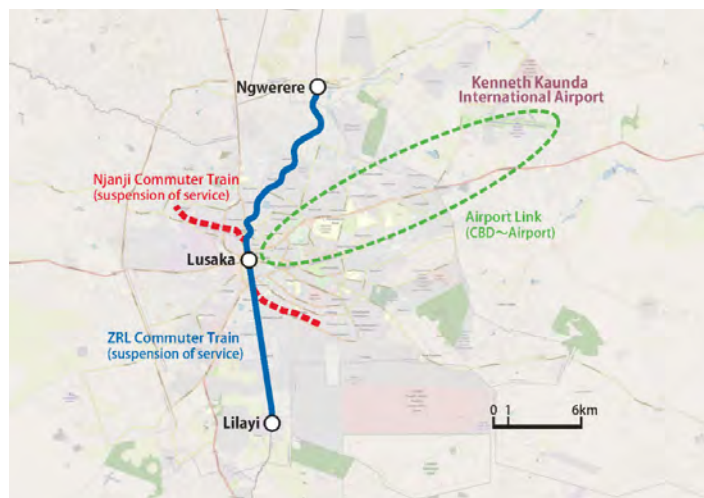 Ngwerere
Kenneth Kaunda
International Airport
Njanji Commuter Train
(suspension of service)
Airport Link
(CBD～Airport)
Lusaka
ZRL Commuter Train
(suspension of service)
0 1 6km
Lilayi